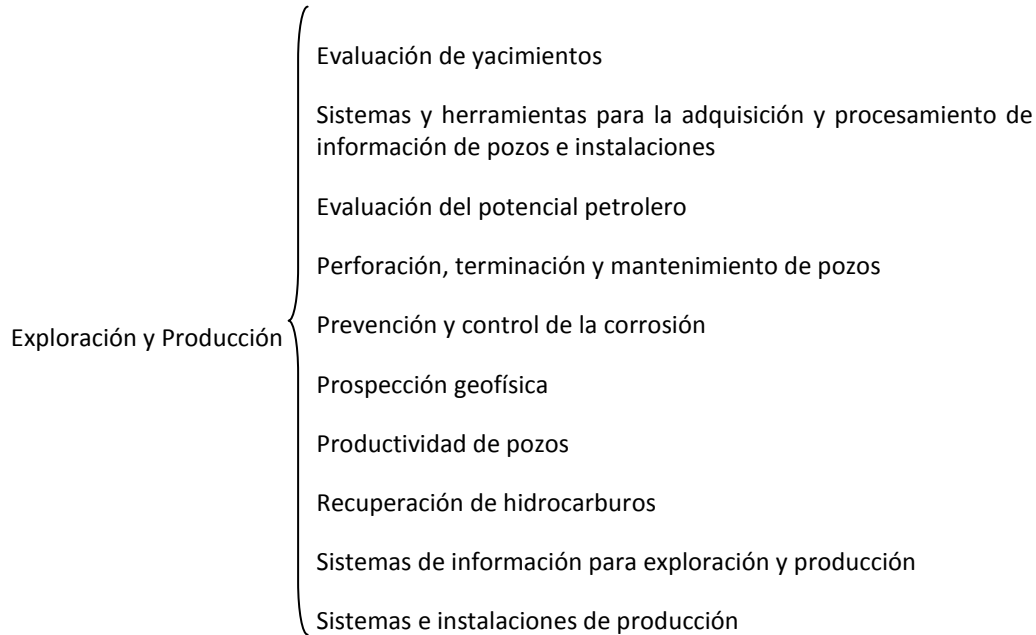 Evaluación de yacimientos
Sistemas y herramientas para la adquisición y procesamiento de
información de pozos e instalaciones
Evaluación del potencial petrolero
Perforación, terminación y mantenimiento de pozos
Exploración y Producción
Prevención y control de la corrosión
Prospección geofísica
Productividad de pozos
Recuperación de hidrocarburos
Sistemas de información para exploración y producción
Sistemas e instalaciones de producción